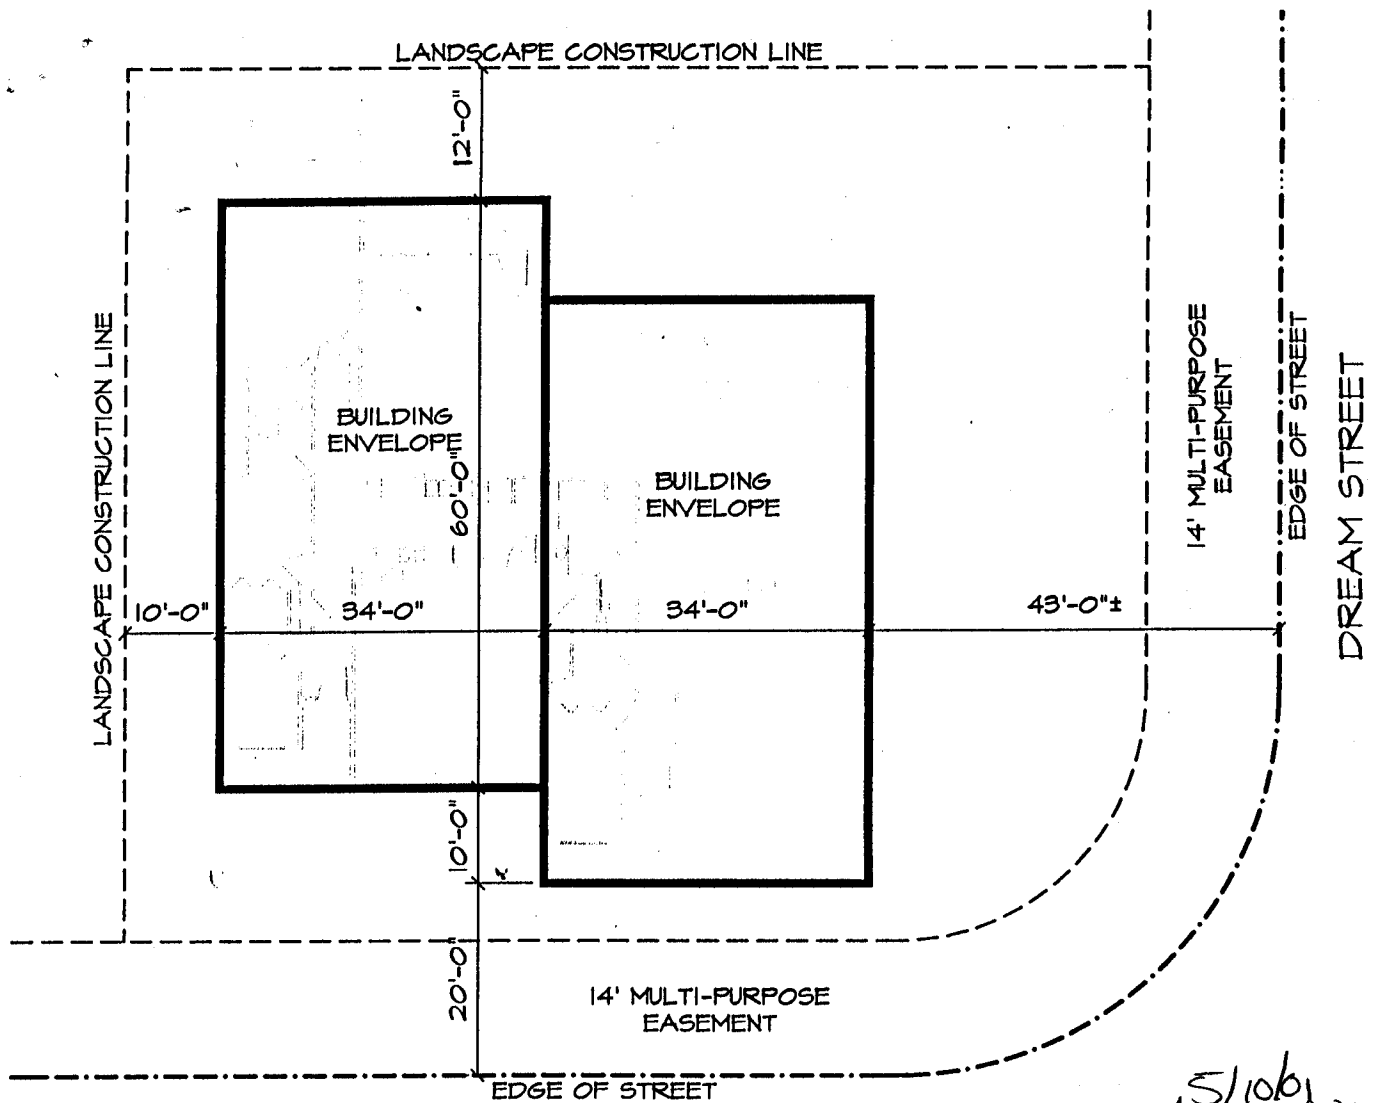 LANDSCAPE CONSTRUCTION LINE
12'-0"
LANDSCAPE CONSTRUCTION LINE
BUILDING
ENVELOPE
60'-0"
BUILDING
ENVELOPE
14' MULTI-PURPOSE
EASEMENT
EDGE OF STREET
DREAM STREET
10'-0"
34'-0"
34'-0"
43'-0"±
10'-0"
20'-0"
14' MULTI-PURPOSE
EASEMENT
EDGE OF STREET
5/10/01